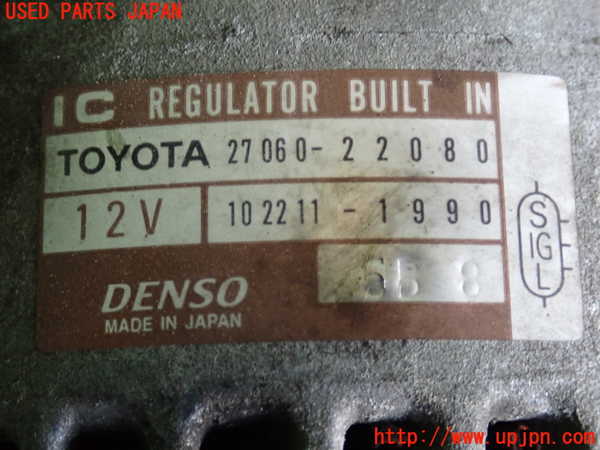 USED PARTS JAPAN
IC REGULATOR BUILT IN
TOYOTA 27060-22080
12V 102211-1990
DENSO
MADE IN JAPAN
S
IG
L
http://www.upjpn.com/